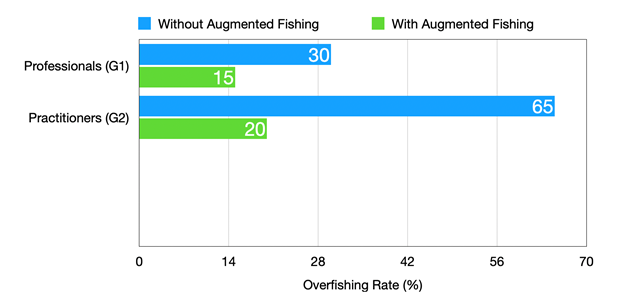 Without Augmented Fishing With Augmented Fishing
Professionals (G1) 30
15
Practitioners (G2) 65
20
0 14 28 42 56 70
Overfishing Rate (%)